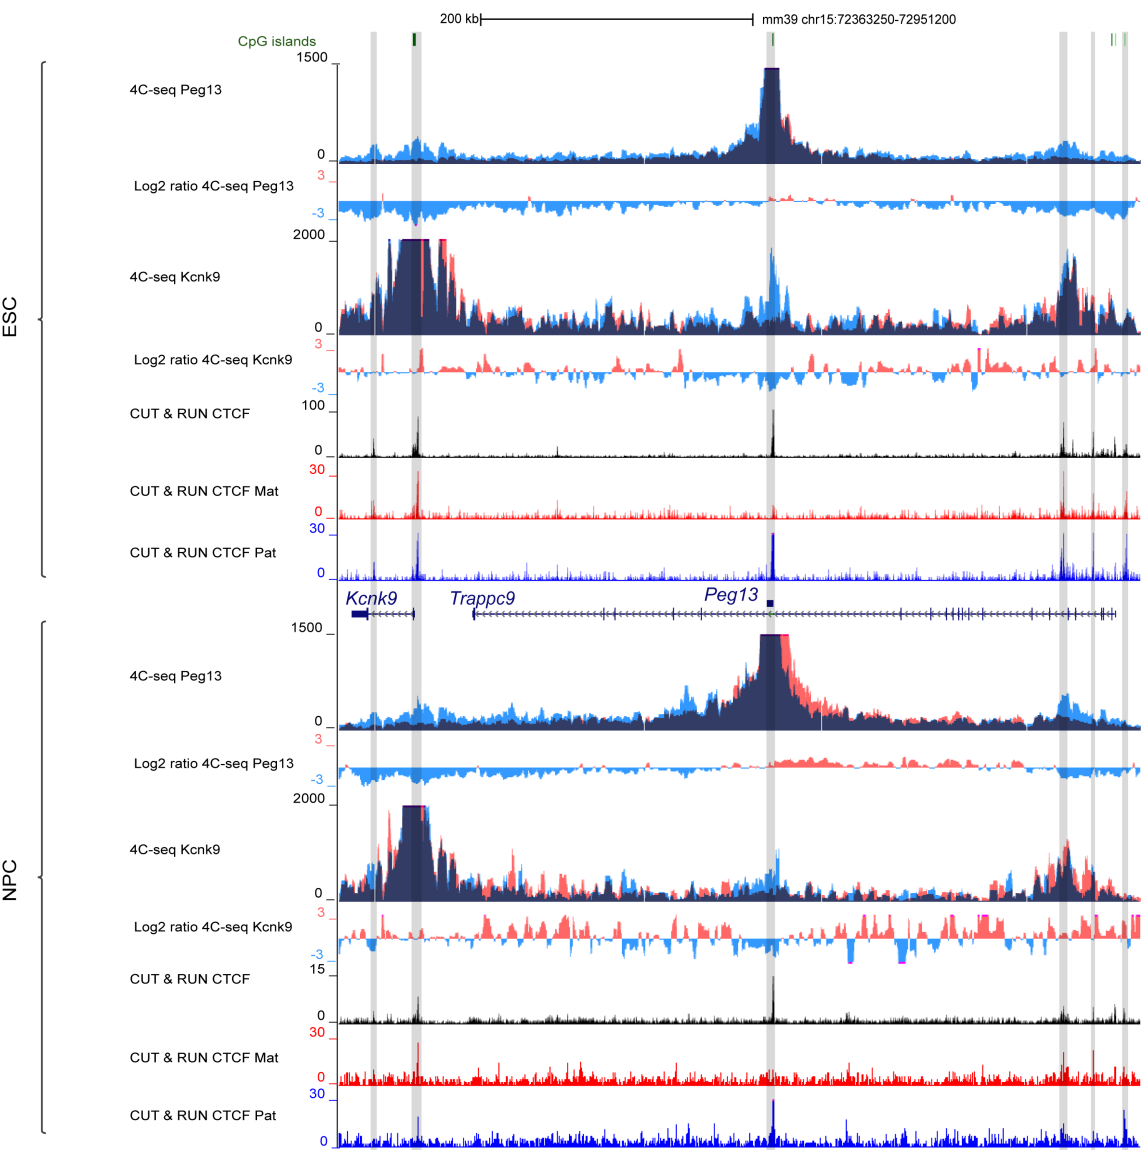 200 kb mm39 chr15:72363250-72951200
CpG islands
1500
4C-seq Peg13
0
Log2 ratio 4C-seq Peg13
3
-3
2000
4C-seq Kcnk9
0
Log2 ratio 4C-seq Kcnk9
3
-3
CUT & RUN CTCF
100
0
CUT & RUN CTCF Mat
30
0
CUT & RUN CTCF Pat
30
0
ESC
Kcnk9 Trappc9 Peg13
1500
4C-seq Peg13
0
Log2 ratio 4C-seq Peg13
3
-3
2000
4C-seq Kcnk9
0
Log2 ratio 4C-seq Kcnk9
3
-3
CUT & RUN CTCF
15
0
CUT & RUN CTCF Mat
30
0
CUT & RUN CTCF Pat
30
0
NPC